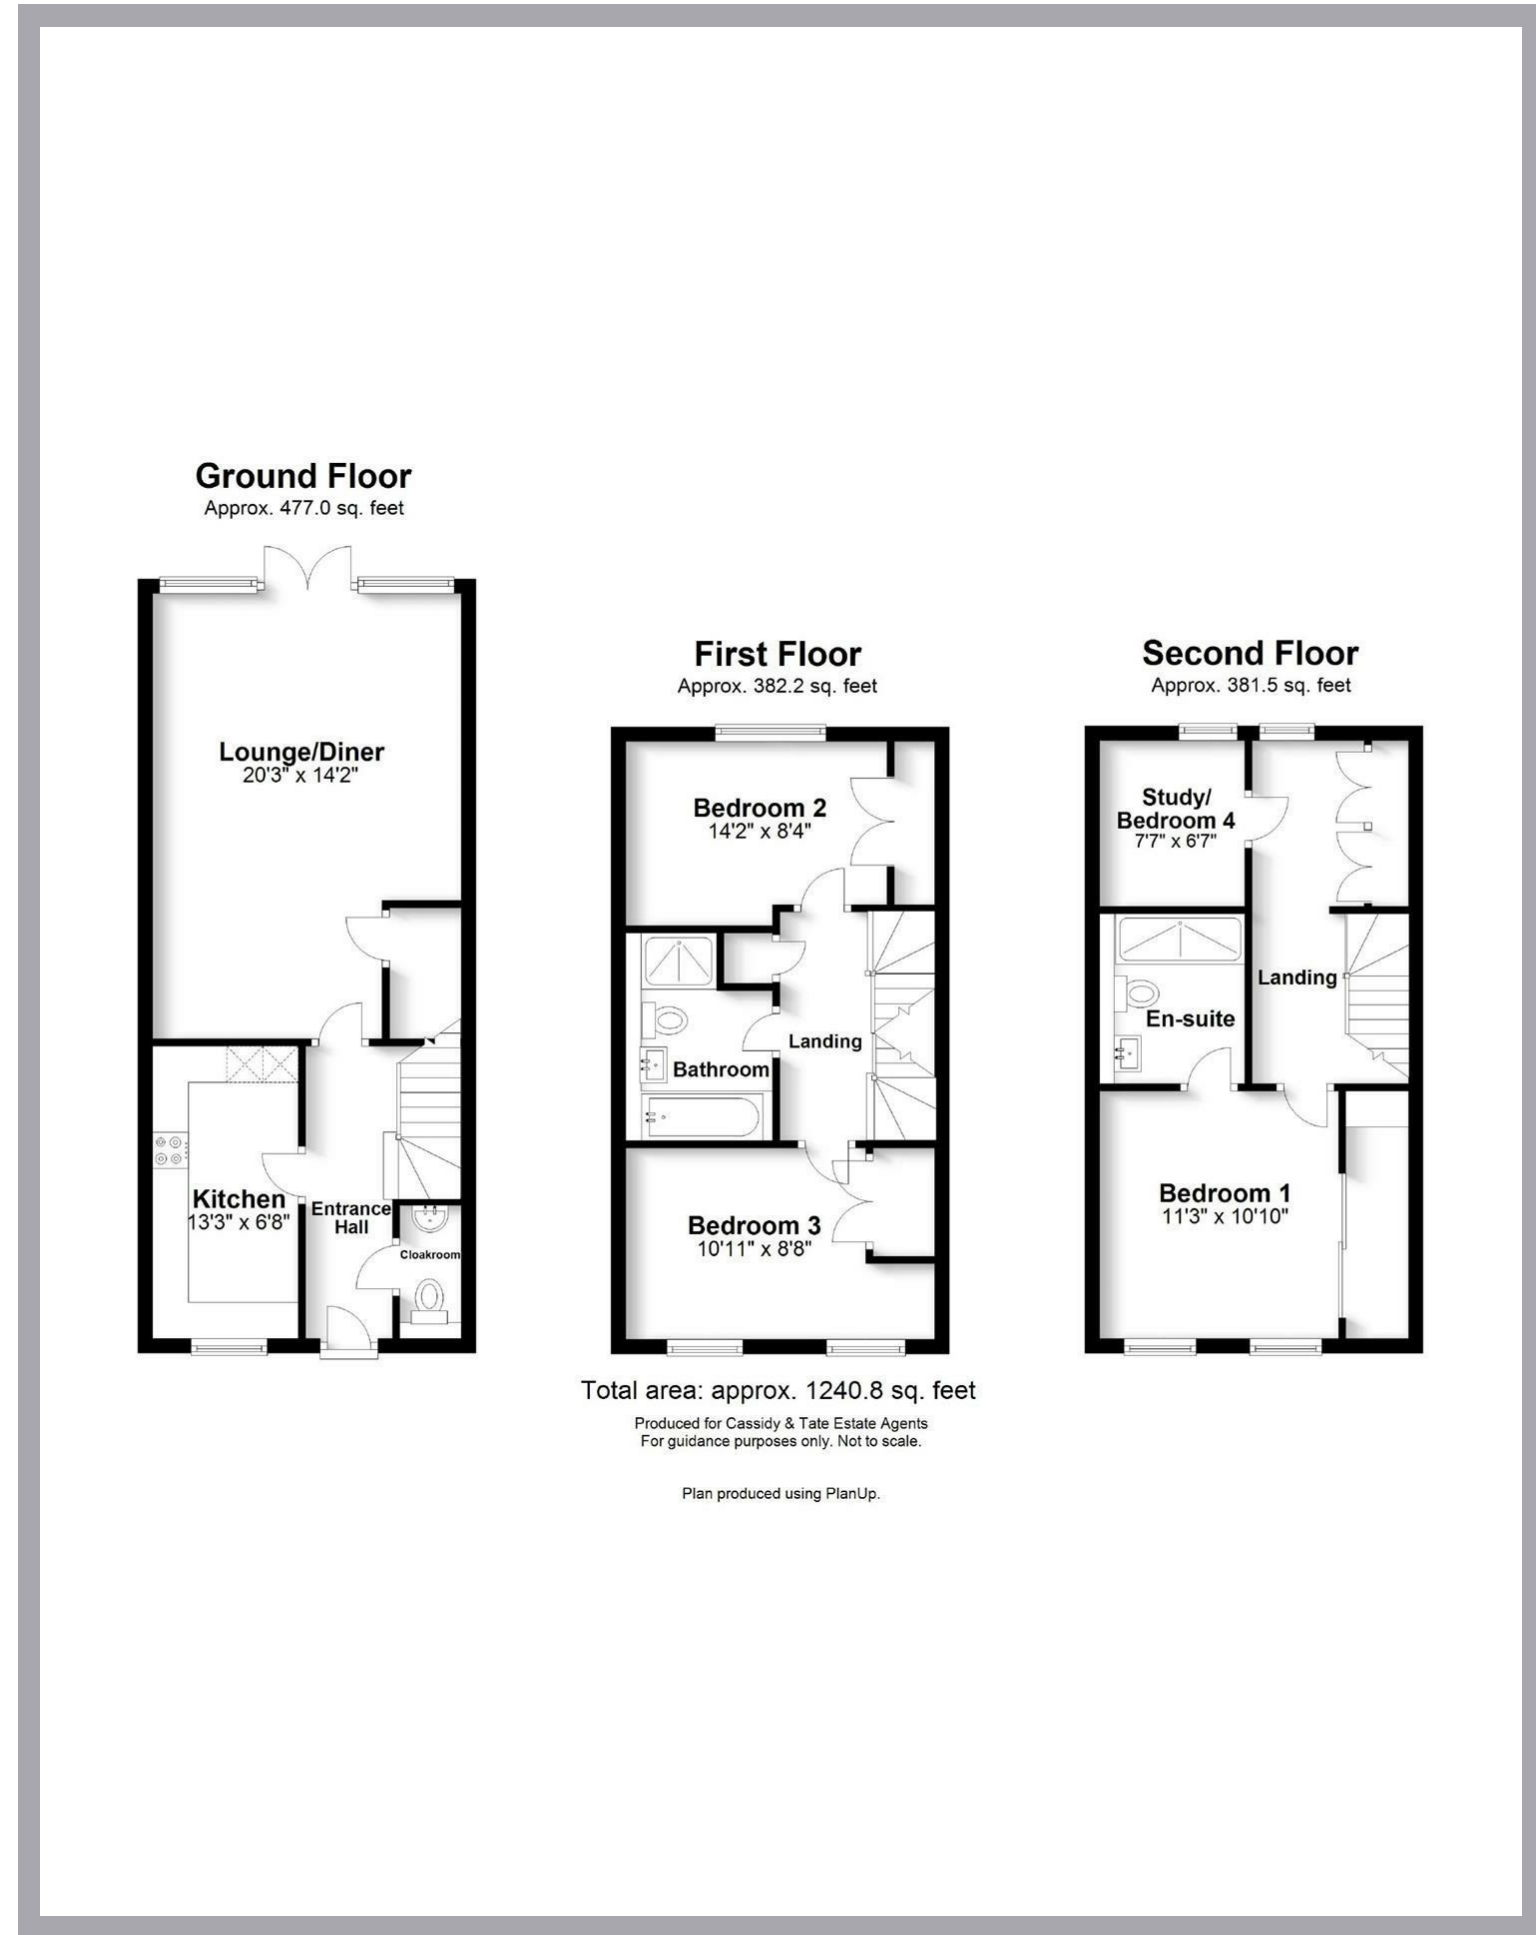 Ground Floor
Approx. 477.0 sq. feet
Lounge/Diner
20'3" x 14'2"
Kitchen
13'3" x 6'8"
Entrance
Hall
Cloakroom
First Floor
Approx. 382.2 sq. feet
Bedroom 2
14'2" x 8'4"
Landing
Bathroom
Bedroom 3
10'11" x 8'8"
Second Floor
Approx. 381.5 sq. feet
Study/
Bedroom 4
7'7" x 6'7"
Landing
En-suite
Bedroom 1
11'3" x 10'10"
Total area: approx. 1240.8 sq. feet
Produced for Cassidy & Tate Estate Agents
For guidance purposes only. Not to scale.
Plan produced using PlanUp.